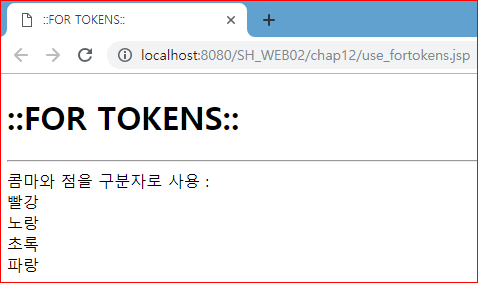 ::FOR TOKENS::
localhost:8080/SH_WEB02/chap12/use_fortokens.jsp
::FOR TOKENS::
콤마와 점을 구분자로 사용 :
빨강
노랑
초록
파랑